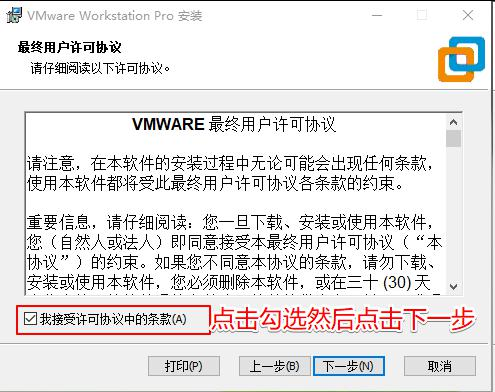 VMware Workstation Pro 安装
最终用户许可协议
请仔细阅读以下许可协议。
VMWARE 最终用户许可协议
请注意，在本软件的安装过程中无论可能会出现任何条款，
使用本软件都将受此最终用户许可协议各条款的约束。
重要信息，请仔细阅读：您一旦下载、安装或使用本软件，
您（自然人或法人）即同意接受本最终用户许可协议（“本
协议”）的约束。如果您不同意本协议的条款，请勿下载、
安装或使用本软件，您必须删除本软件，或在三十 (30) 天
我接受许可协议中的条款(A)
点击勾选然后点击下一步
打印(P)
上一步(B)
下一步(N)
取消